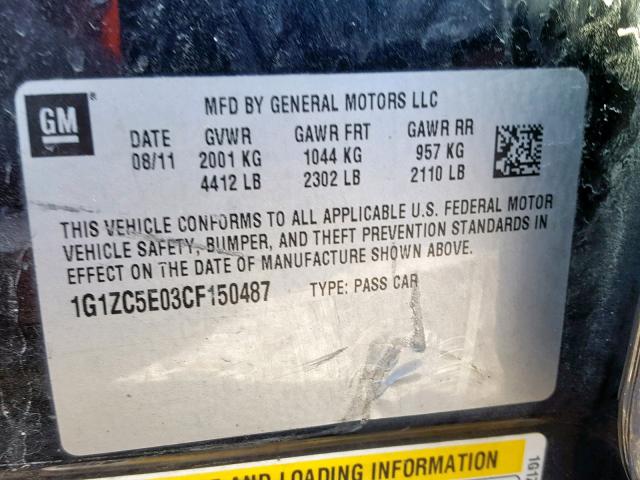 GM®
MFD BY GENERAL MOTORS LLC
DATE GVWR GAWR FRT GAWR RR
08/11 2001 KG 1044 KG 957 KG
4412 LB 2302 LB 2110 LB
THIS VEHICLE CONFORMS TO ALL APPLICABLE U.S. FEDERAL MOTOR
VEHICLE SAFETY, BUMPER, AND THEFT PREVENTION STANDARDS IN
EFFECT ON THE DATE OF MANUFACTURE SHOWN ABOVE.
1G1ZC5E03CF150487 TYPE: PASS CAR
AND LOADING INFORMATION